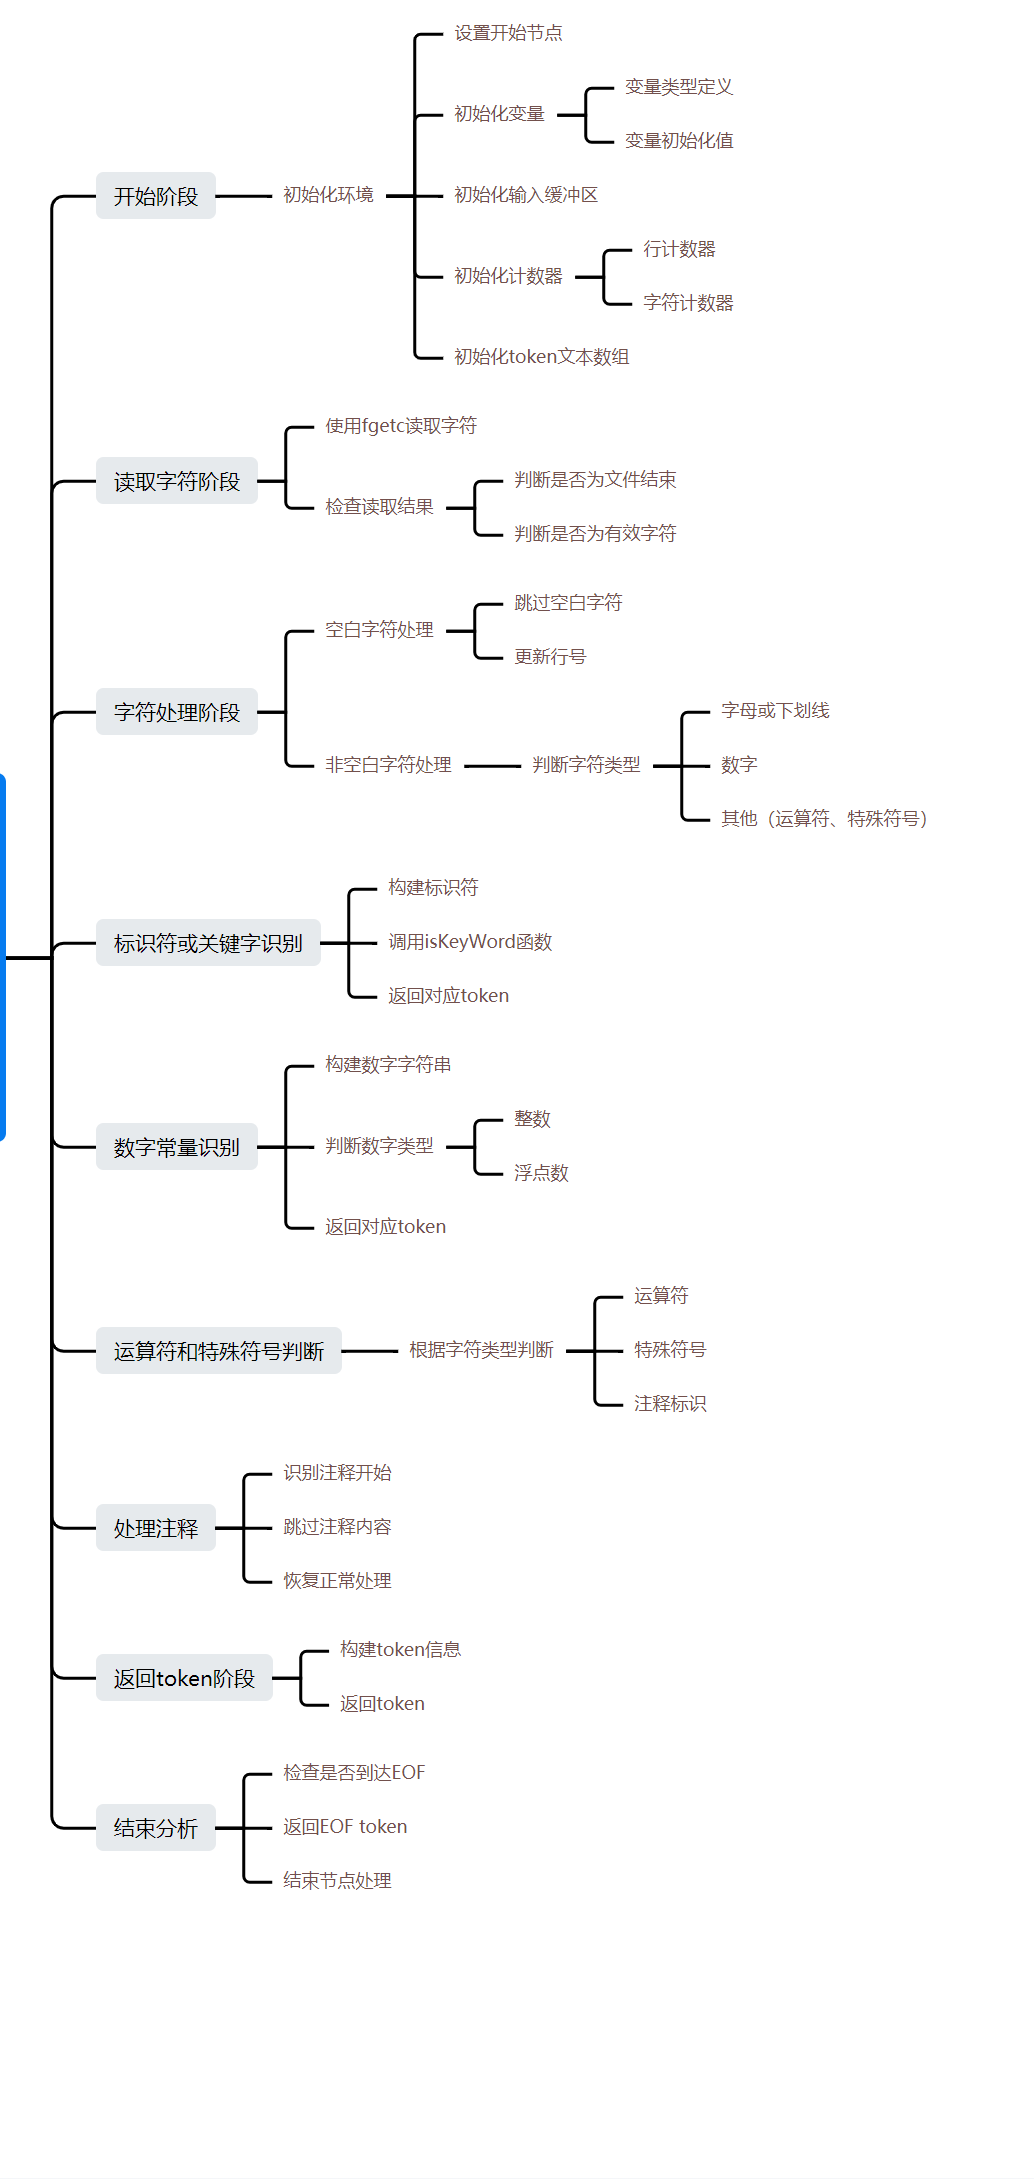 开始阶段
初始化环境
设置开始节点
初始化变量
变量类型定义
变量初始化值
初始化输入缓冲区
初始化计数器
行计数器
字符计数器
初始化token文本数组
读取字符阶段
使用fgetc读取字符
检查读取结果
判断是否为文件结束
判断是否为有效字符
字符处理阶段
空白字符处理
跳过空白字符
更新行号
非空白字符处理
判断字符类型
字母或下划线
数字
其他（运算符、特殊符号）
标识符或关键字识别
构建标识符
调用isKeyWord函数
返回对应token
数字常量识别
构建数字字符串
判断数字类型
整数
浮点数
返回对应token
运算符和特殊符号判断
根据字符类型判断
运算符
特殊符号
注释标识
处理注释
识别注释开始
跳过注释内容
恢复正常处理
返回token阶段
构建token信息
返回token
结束分析
检查是否到达EOF
返回EOF token
结束节点处理